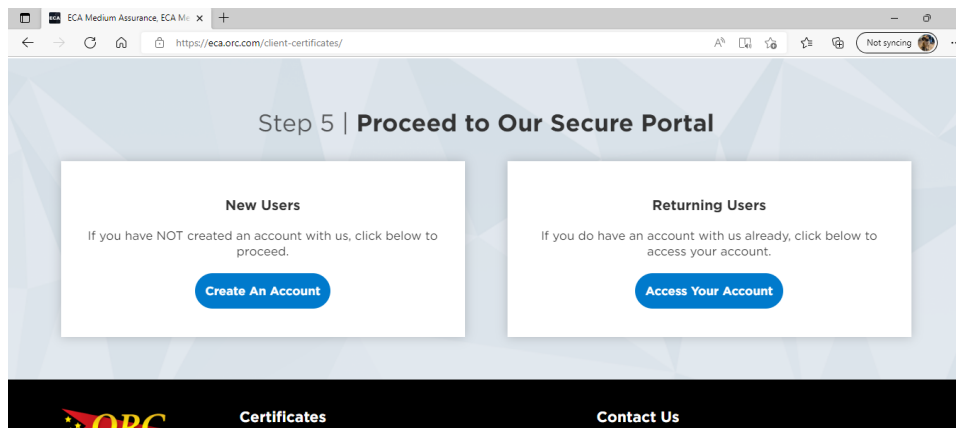 ECA Medium Assurance, ECA Me
https://eca.orc.com/client-certificates/
Not syncing
Step 5 | Proceed to Our Secure Portal
New Users
If you have NOT created an account with us, click below to
proceed.
Create An Account
Returning Users
If you do have an account with us already, click below to
access your account.
Access Your Account
ORC
Certificates
Contact Us